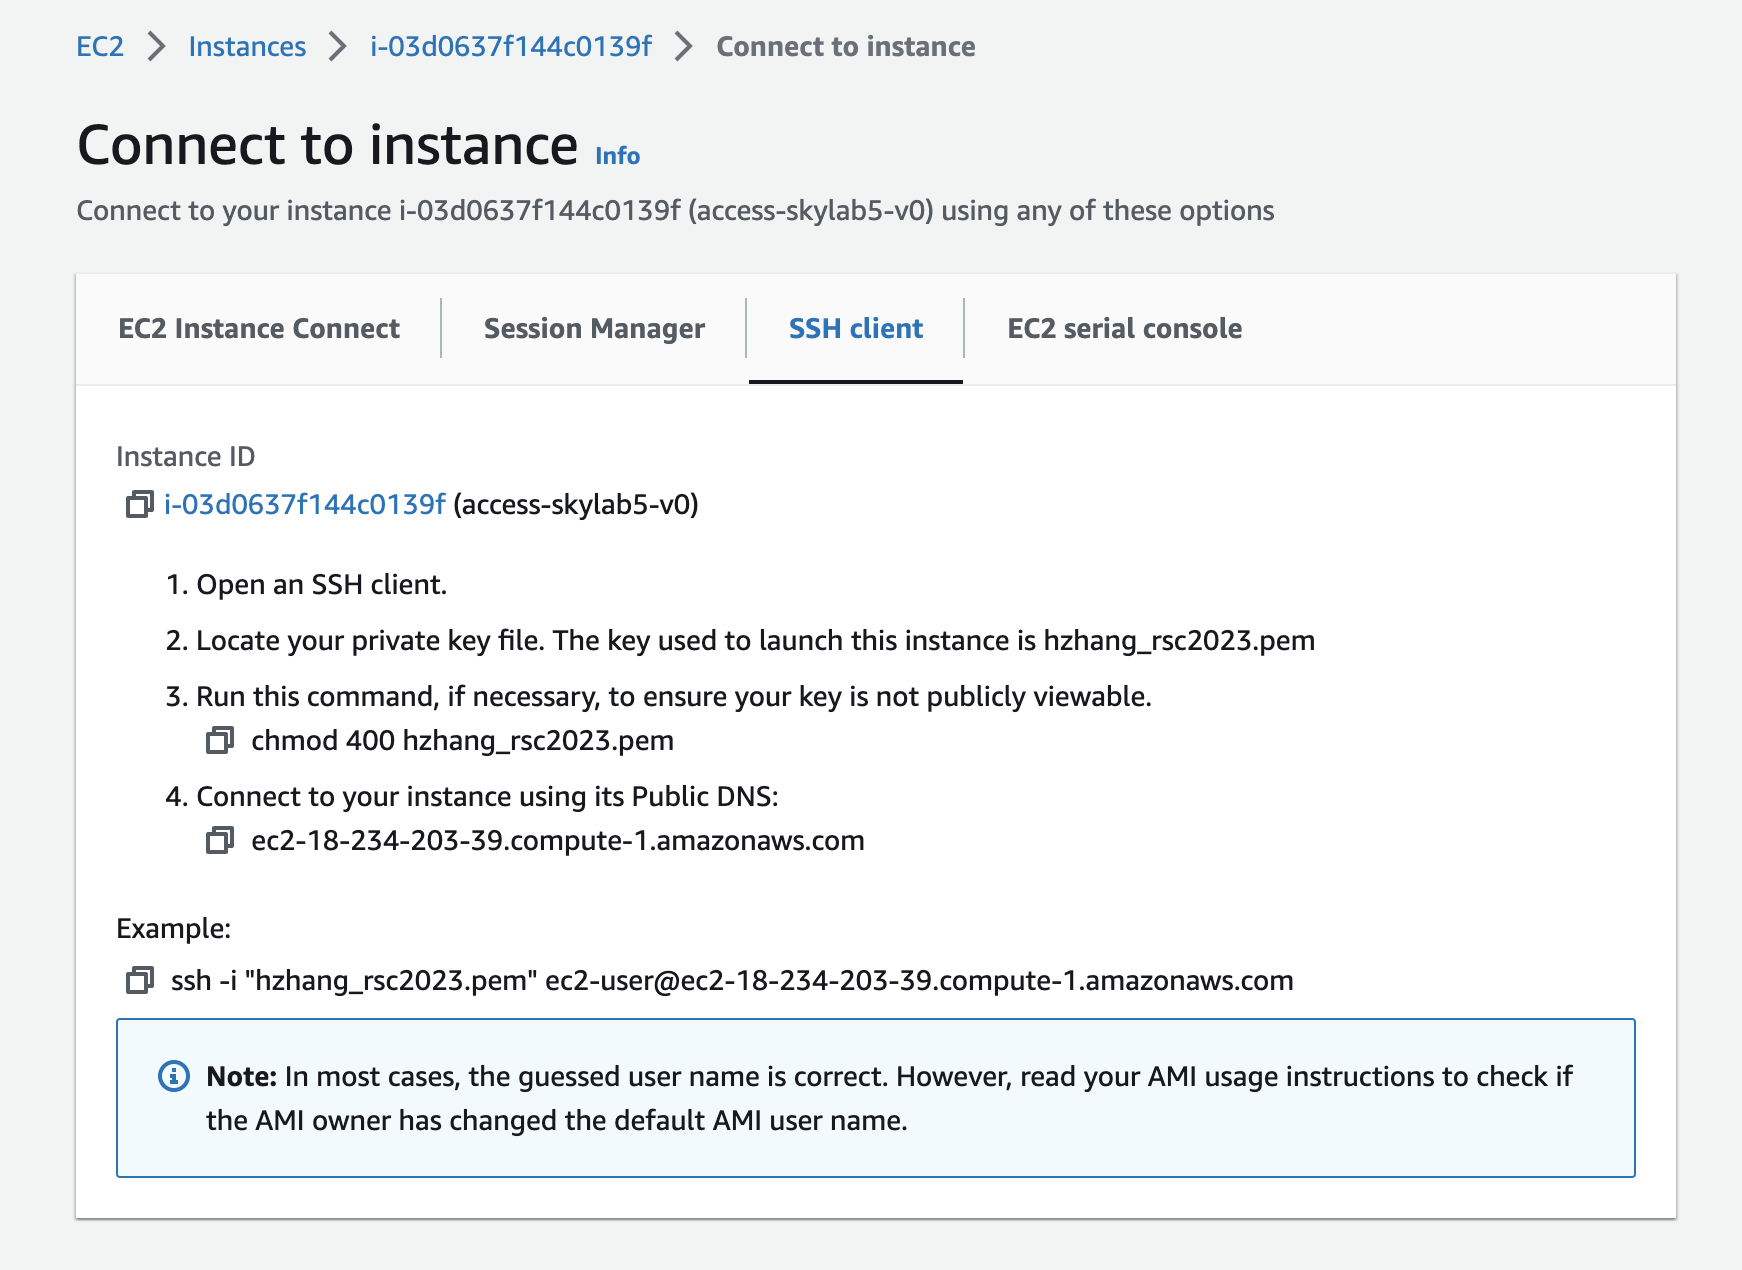 EC2 > Instances > i-03d0637f144c0139f > Connect to instance
Connect to instance Info
Connect to your instance i-03d0637f144c0139f (access-skylab5-v0) using any of these options
EC2 Instance Connect Session Manager SSH client EC2 serial console
Instance ID
i-03d0637f144c0139f (access-skylab5-v0)
1. Open an SSH client.
2. Locate your private key file. The key used to launch this instance is hzhang_rsc2023.pem
3. Run this command, if necessary, to ensure your key is not publicly viewable.
chmod 400 hzhang_rsc2023.pem
4. Connect to your instance using its Public DNS:
ec2-18-234-203-39.compute-1.amazonaws.com
Example:
ssh -i "hzhang_rsc2023.pem" ec2-user@ec2-18-234-203-39.compute-1.amazonaws.com
Note: In most cases, the guessed user name is correct. However, read your AMI usage instructions to check if
the AMI owner has changed the default AMI user name.